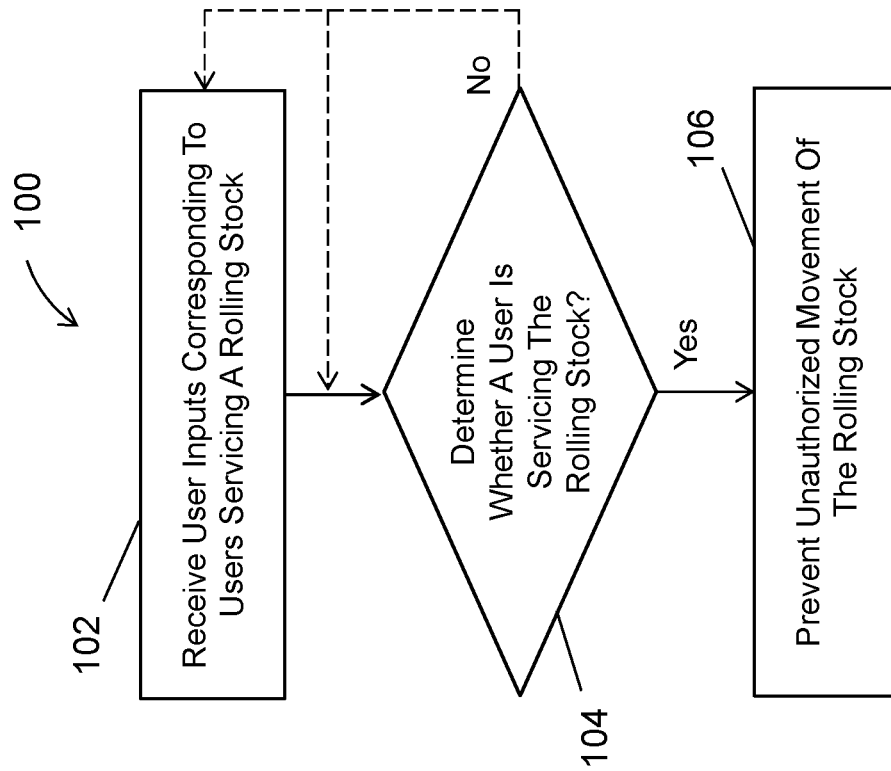 100
102
Receive User Inputs Corresponding To
Users Servicing A Rolling Stock
Determine
Whether A User Is
Servicing The
Rolling Stock?
No
104
Yes
106
Prevent Unauthorized Movement Of
The Rolling Stock